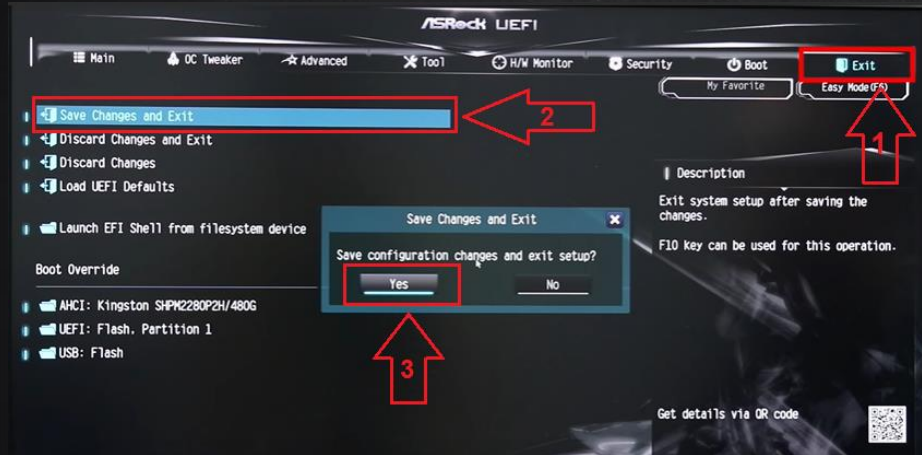 ASRock UEFI
Main OC Tweaker Advanced Tool H/W Monitor Security Boot Exit
My Favorite Easy Mode(F6)
1
Save Changes and Exit
2
Discard Changes and Exit
Discard Changes
Load UEFI Defaults
Launch EFI Shell from filesystem device
Boot Override
AHCI: Kingston SHPM2280P2H/480G
UEFI: Flash, Partition 1
USB: Flash
Save Changes and Exit
Save configuration changes and exit setup?
Yes No
3
Description
Exit system setup after saving the
changes.
F10 key can be used for this operation.
Get details via QR code